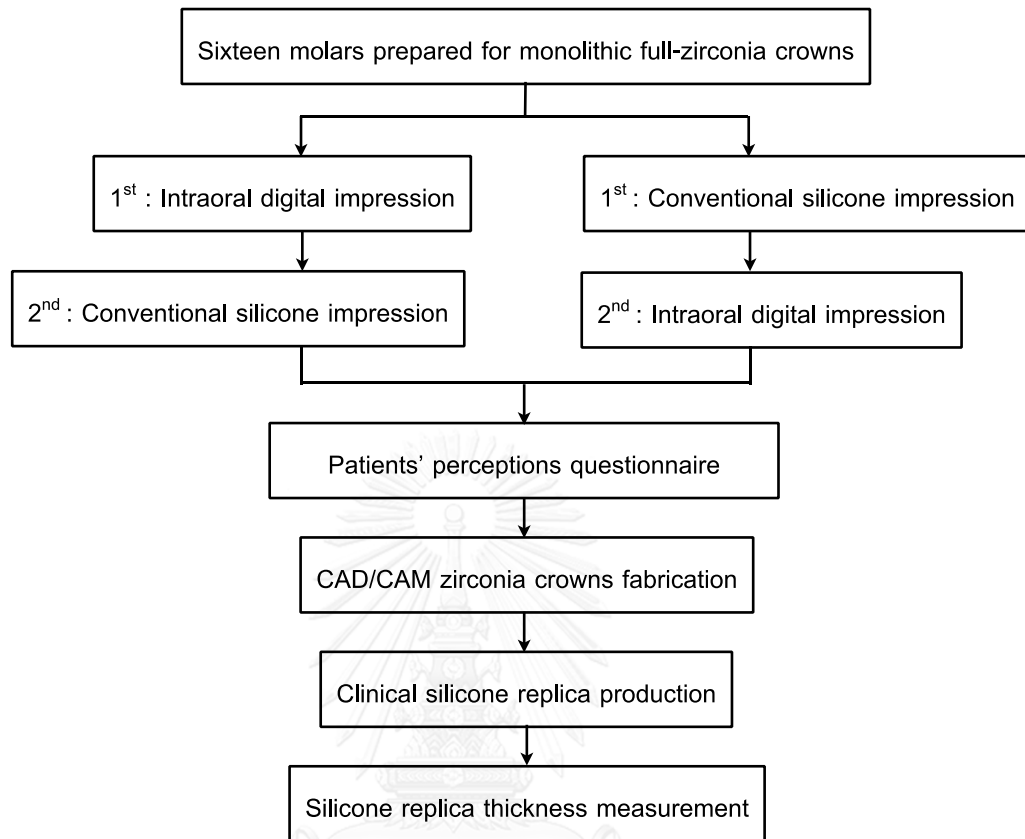 Sixteen molars prepared for monolithic full-zirconia crowns
1st : Intraoral digital impression
1st : Conventional silicone impression
2nd : Conventional silicone impression
2nd : Intraoral digital impression
Patients’ perceptions questionnaire
CAD/CAM zirconia crowns fabrication
Clinical silicone replica production
Silicone replica thickness measurement